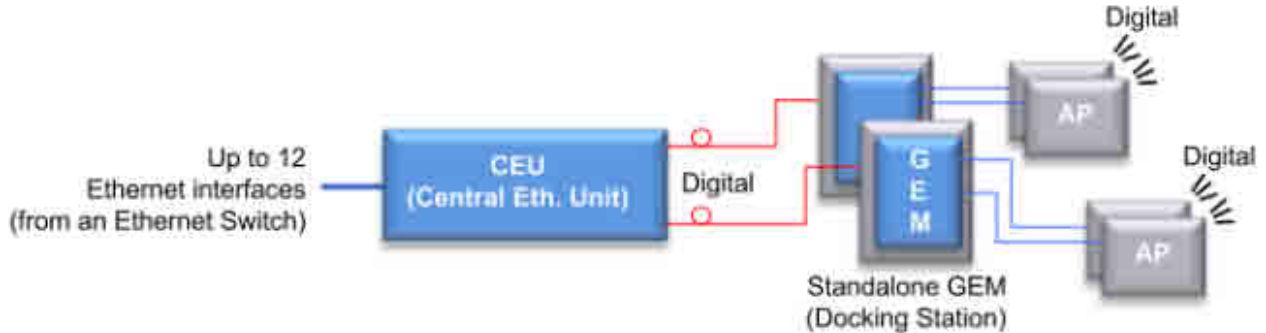 Digital
AP
Up to 12
Ethernet interfaces
(from an Ethernet Switch)
CEU
(Central Eth. Unit)
Digital
G
E
M
Digital
AP
Standalone GEM
(Docking Station)